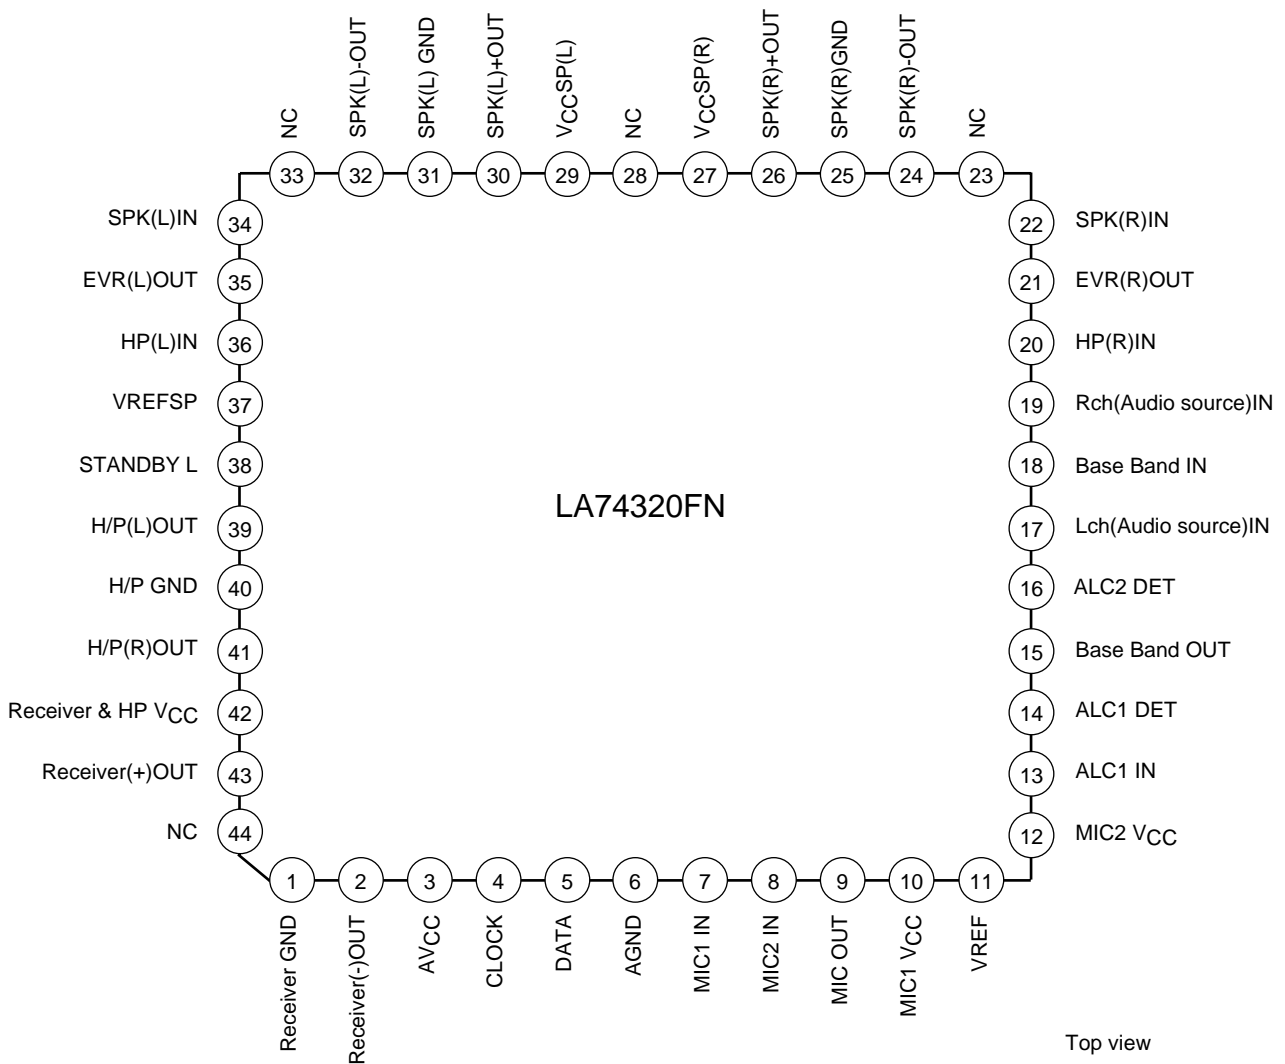 NC
SPK(L)-OUT
SPK(L) GND
SPK(L)+OUT
VCCSP(L)
NC
VCCSP(R)
SPK(R)+OUT
SPK(R)GND
SPK(R)-OUT
NC
33
32
31
30
29
28
27
26
25
24
23
SPK(L)IN
34
EVR(L)OUT
35
HP(L)IN
36
VREFSP
37
STANDBY L
38
H/P(L)OUT
39
H/P GND
40
H/P(R)OUT
41
Receiver & HP VCC
42
Receiver(+)OUT
43
NC
44
LA74320FN
22
SPK(R)IN
21
EVR(R)OUT
20
HP(R)IN
19
Rch(Audio source)IN
18
Base Band IN
17
Lch(Audio source)IN
16
ALC2 DET
15
Base Band OUT
14
ALC1 DET
13
ALC1 IN
12
MIC2 VCC
1
2
3
4
5
6
7
8
9
10
11
Receiver GND
Receiver(-)OUT
AVCC
CLOCK
DATA
AGND
MIC1 IN
MIC2 IN
MIC OUT
MIC1 VCC
VREF
Top view